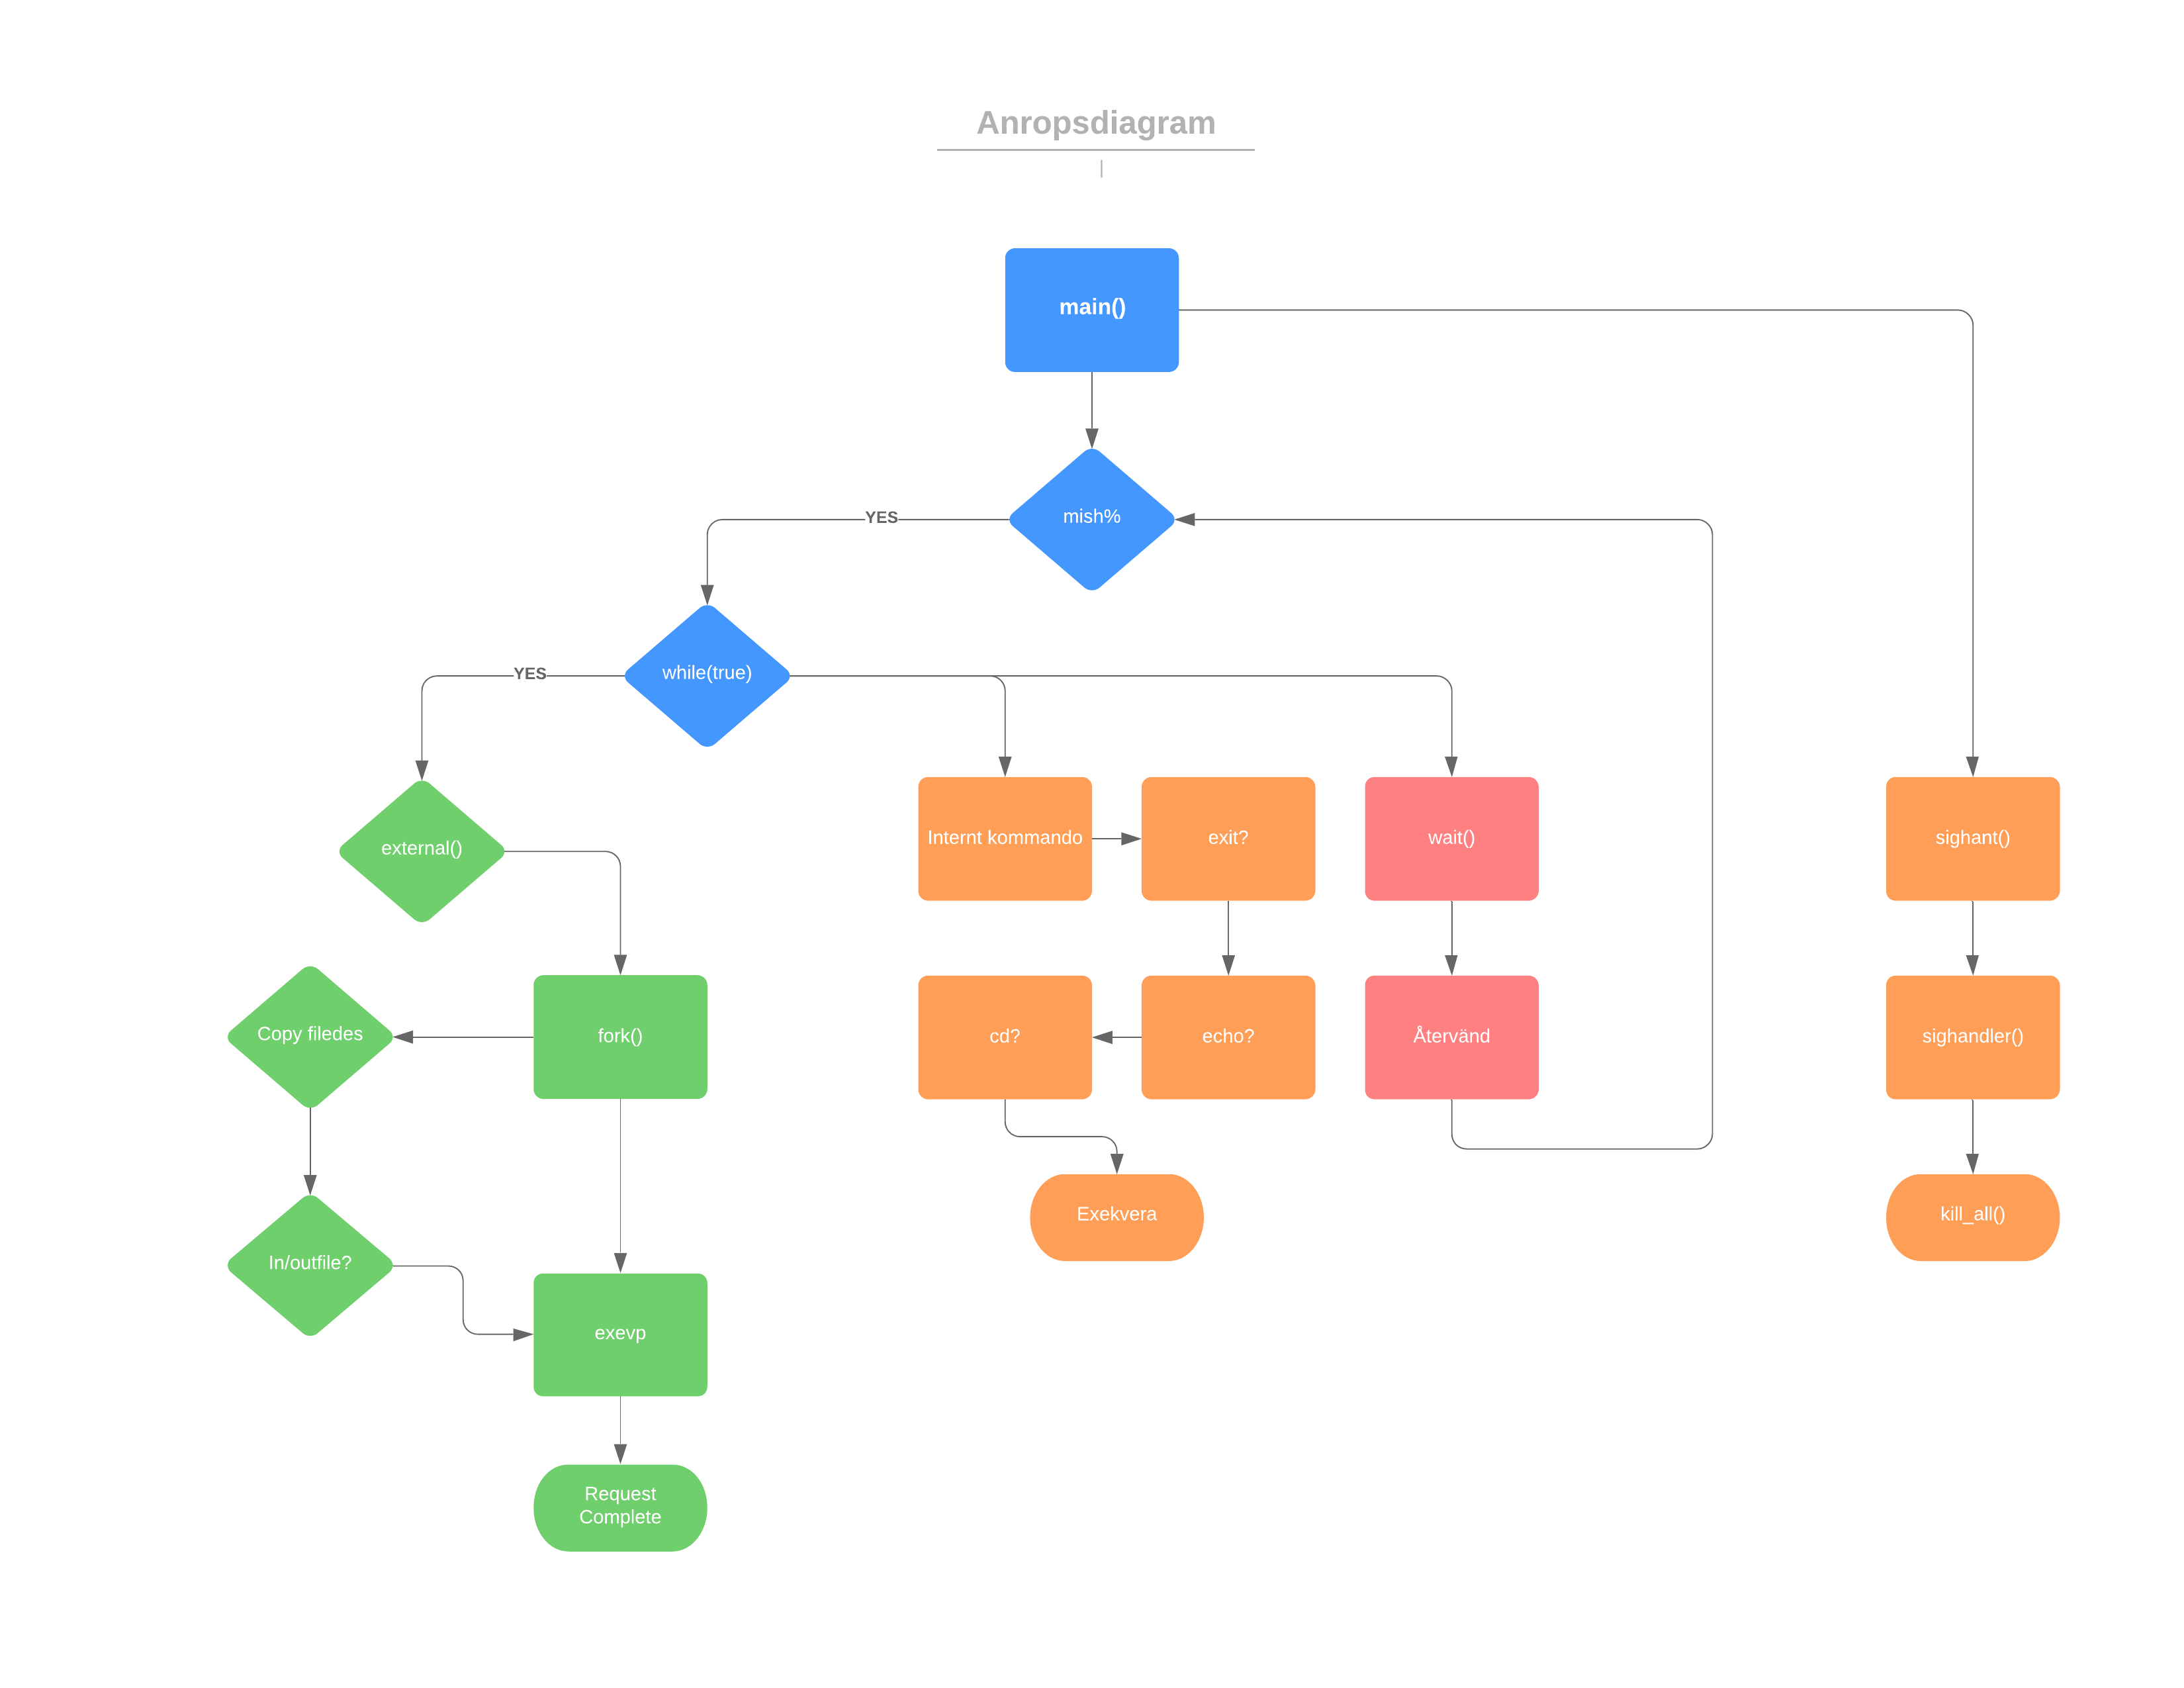 Anropsdiagram
main()
mish%
YES
while(true)
YES
external()
Internt kommando
exit?
wait()
sighant()
Copy filedes
fork()
cd?
echo?
Återvänd
sighandler()
Exekvera
kill_all()
In/outfile?
exevp
Request
Complete